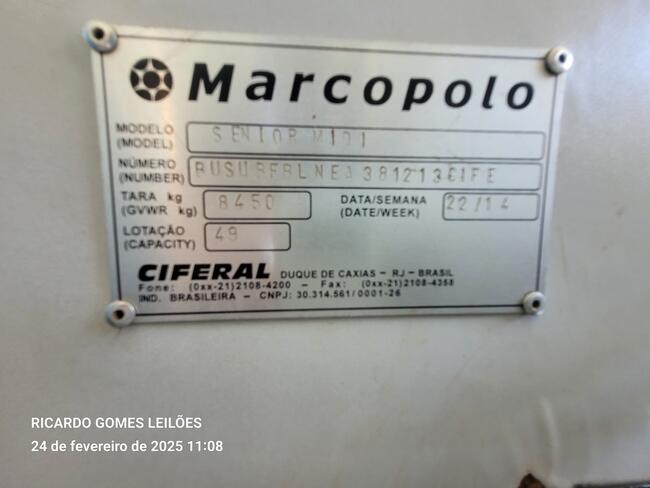 Marcopolo
MODELO SENIOR MIDI
(MODEL)
NÚMERO
(NUMBER)
TARA kg 8450 DATA/SEMANA 22/14
(GVWR kg) (DATE/WEEK)
LOTAÇÃO 49
(CAPACITY)
CIFERAL DUQUE DE CAXIAS - RJ - BRASIL
Fone: (0xx-21)2108-4200 - Fax: (0xx-21)2108-4358
IND. BRASILEIRA - CNPJ: 30.314.561/0001-26
RICARDO GOMES LEILÕES
24 de fevereiro de 2025 11:08